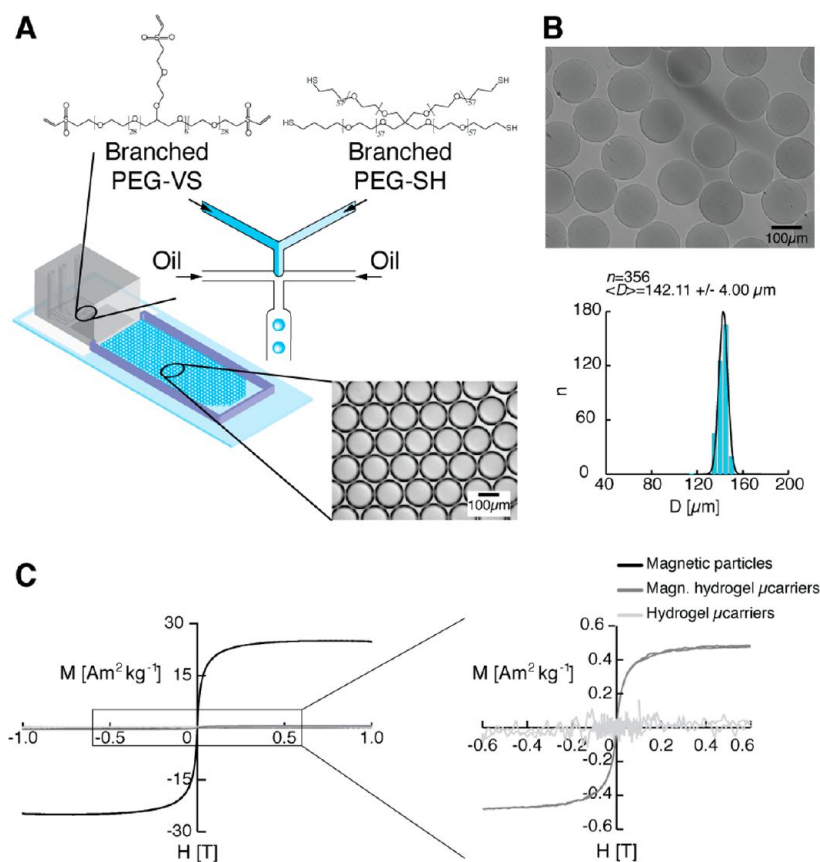 A
Branched
PEG-VS
Branched
PEG-SH
Oil
Oil
100µm
B
100µm
n=356
<D>=142.11 +/- 4.00 µm
180
120
60
0
n
40
80
120
160
200
D [µm]
C
Magnetic particles
Magn. hydrogel µcarriers
Hydrogel µcarriers
30
15
M [Am² kg⁻¹]
-1.0
-0.5
0
0.5
1.0
-15
-30
H [T]
0.6
0.4
0.2
M [Am² kg⁻¹]
-0.6
-0.4
-0.2
0
0.2
0.4
0.6
-0.2
-0.4
-0.6
H [T]